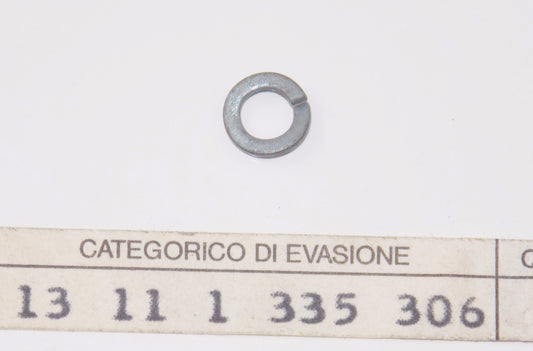 CATEGORICO DI EVASIONE Q
13 11 1 335 306